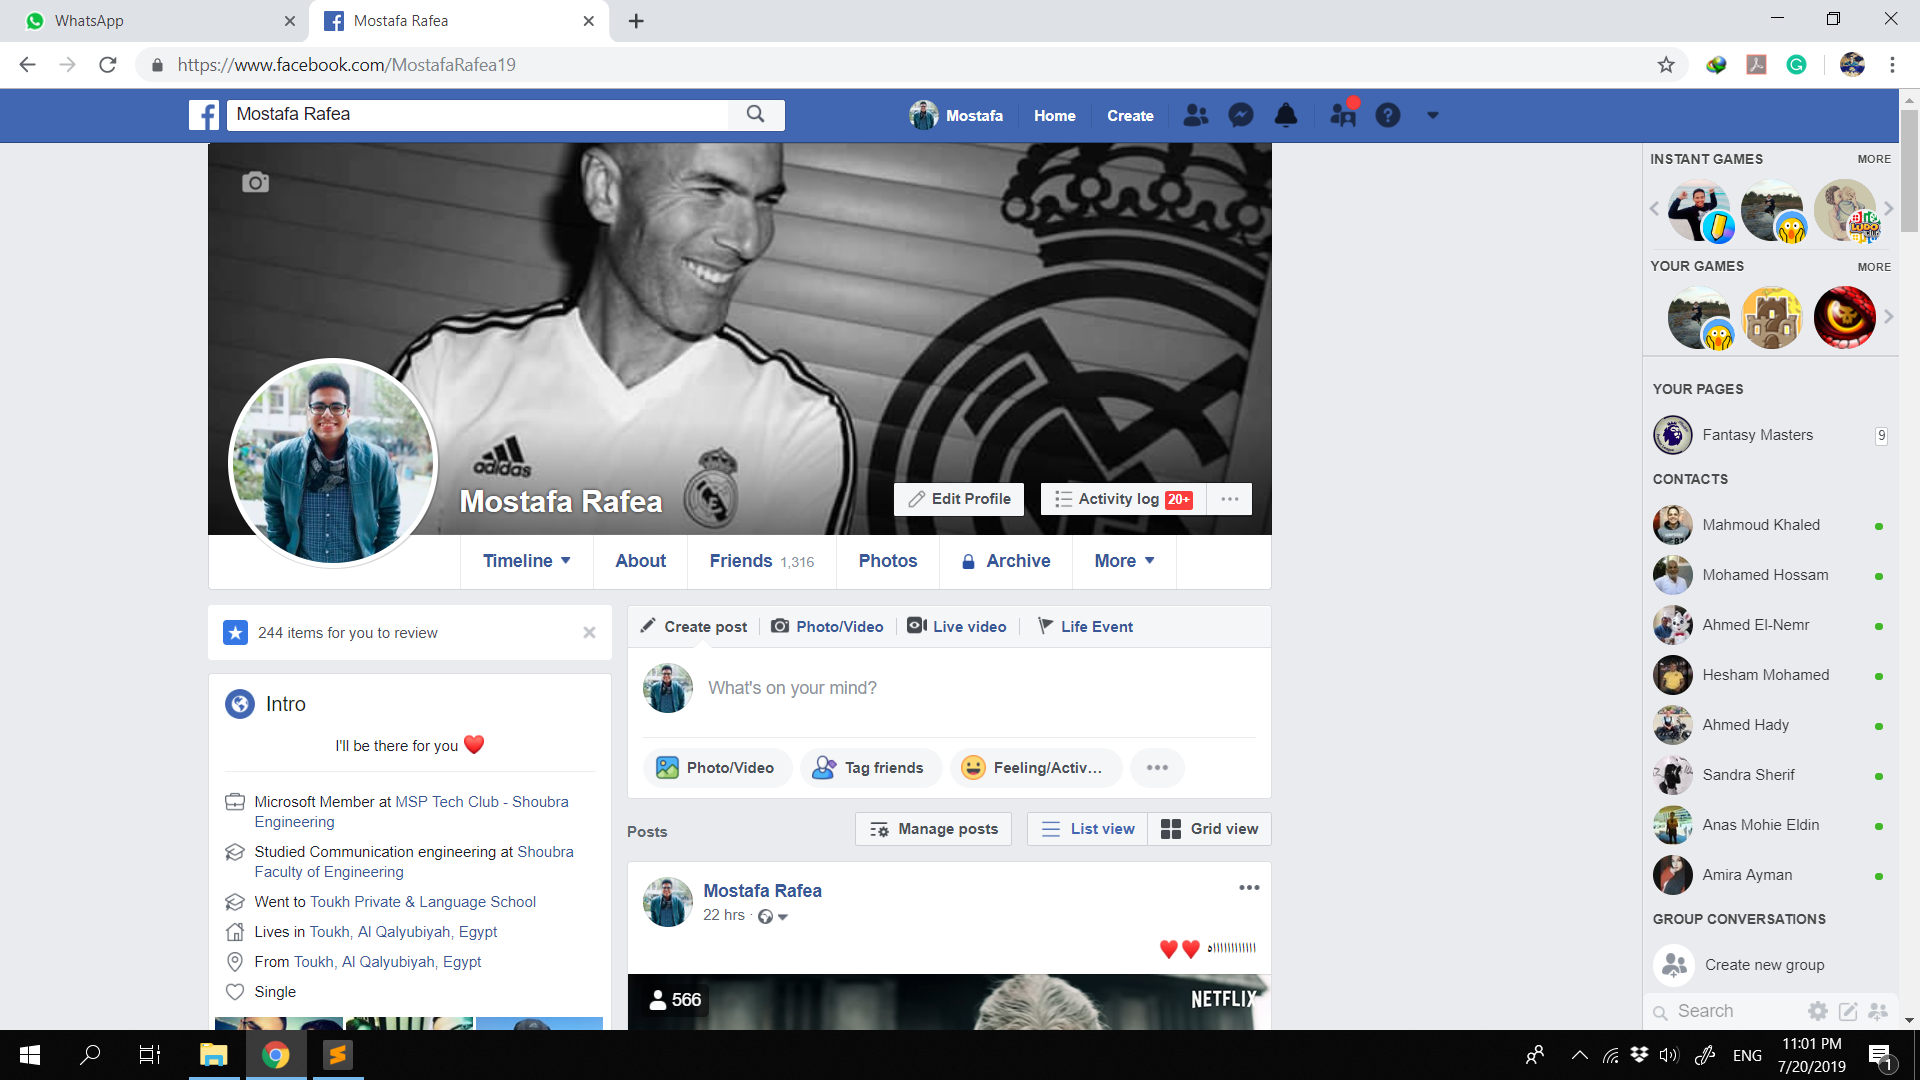 WhatsApp
Mostafa Rafea
https://www.facebook.com/MostafaRafea19
Mostafa Rafea
Mostafa
Home
Create
adidas
Mostafa Rafea
Edit Profile
Activity log 20+
Timeline
About
Friends 1,316
Photos
Archive
More
244 items for you to review
Intro
I'll be there for you
Microsoft Member at MSP Tech Club - Shoubra
Engineering
Studied Communication engineering at Shoubra
Faculty of Engineering
Went to Toukh Private & Language School
Lives in Toukh, Al Qalyubiyah, Egypt
From Toukh, Al Qalyubiyah, Egypt
Single
Create post
Photo/Video
Live video
Life Event
What's on your mind?
Photo/Video
Tag friends
Feeling/Activ...
Posts
Manage posts
List view
Grid view
Mostafa Rafea
22 hrs ·
566
NETFLIX
INSTANT GAMES
MORE
LUDO
YOUR GAMES
MORE
YOUR PAGES
Fantasy Masters
9
CONTACTS
Mahmoud Khaled
Mohamed Hossam
Ahmed El-Nemr
Hesham Mohamed
Ahmed Hady
Sandra Sherif
Anas Mohie Eldin
Amira Ayman
GROUP CONVERSATIONS
Create new group
Search
ENG
11:01 PM
7/20/2019
1